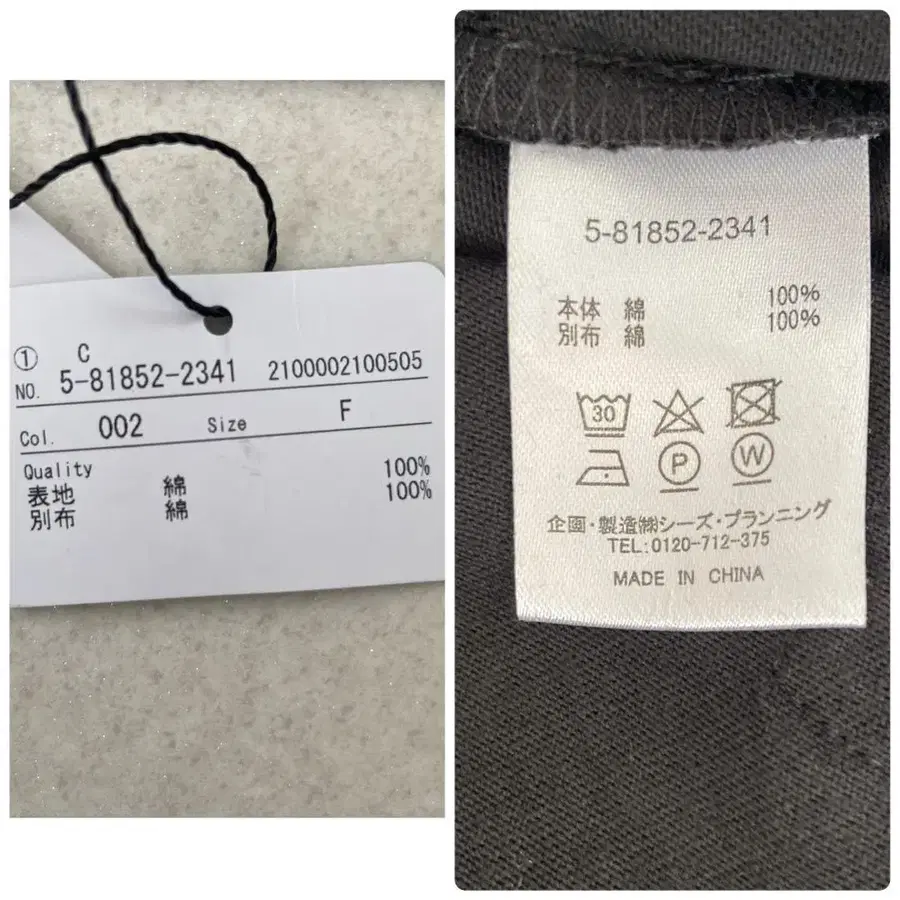 ① C
NO. 5-81852-2341 2100002100505
Col. 002 Size F
Quality
表地 綿 100%
別布 綿 100%
5-81852-2341
本体 綿 100%
別布 綿 100%
30
P W
企画・製造㈱シーズ・プランニング
TEL:0120-712-375
MADE IN CHINA